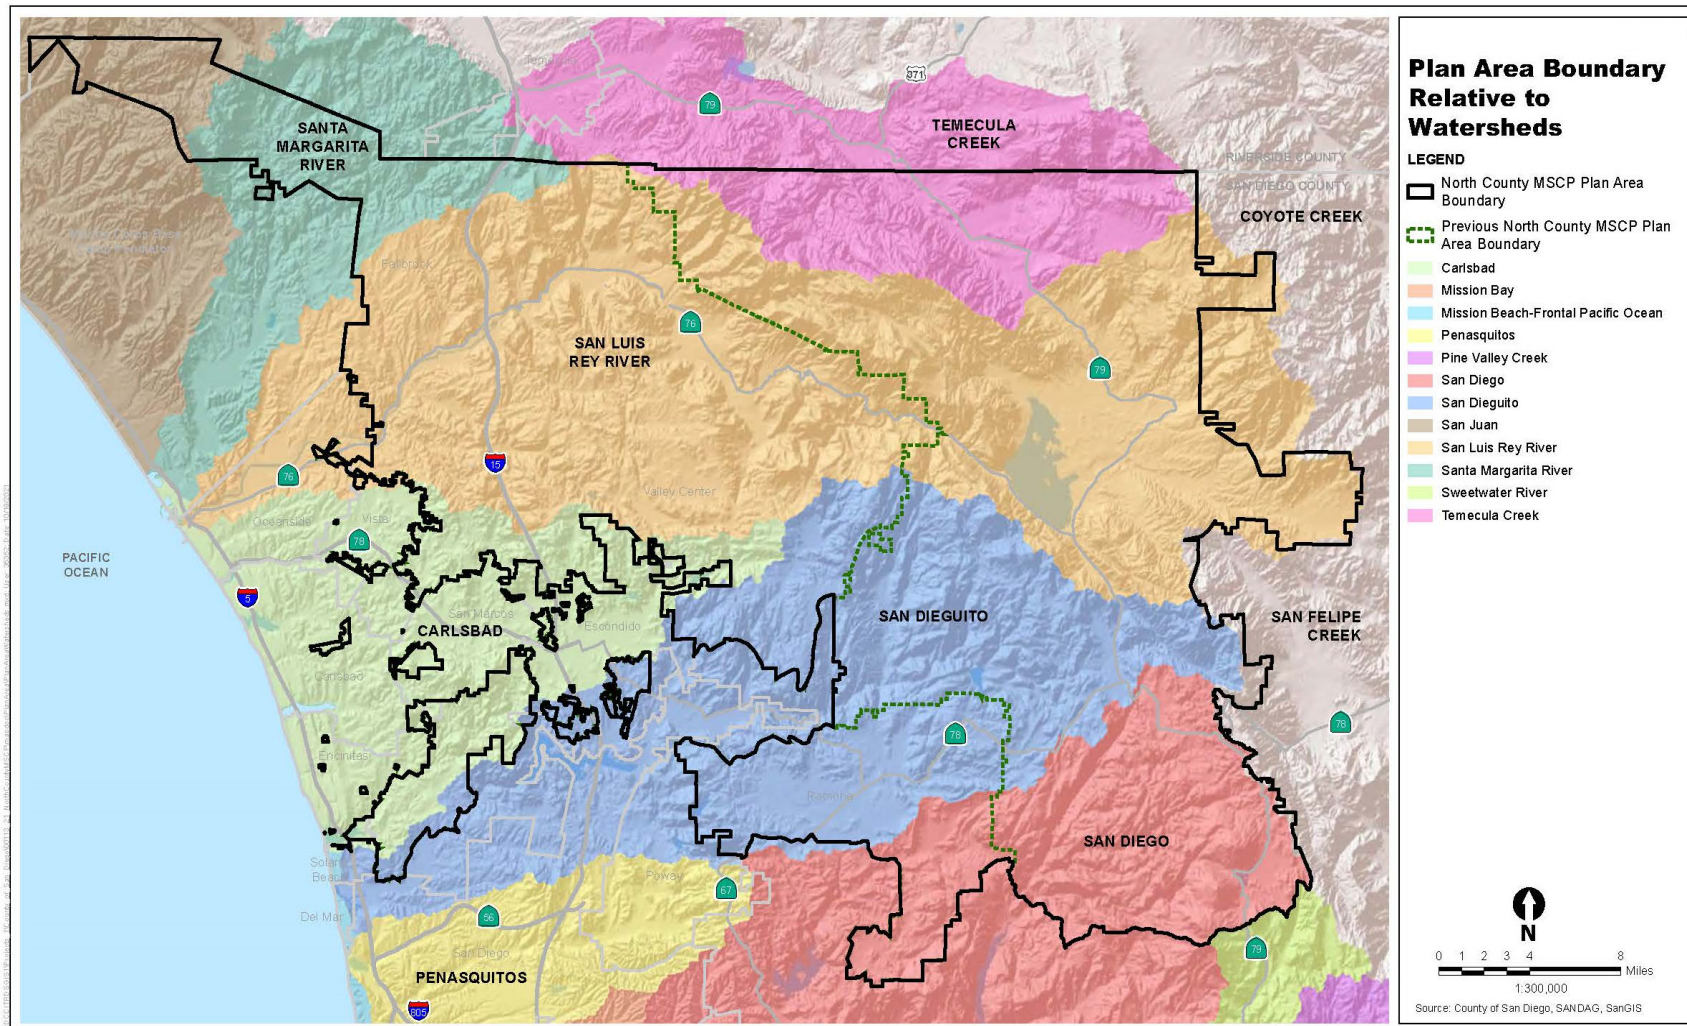 Plan Area Boundary
Relative to
Watersheds
LEGEND
North County MSCP Plan Area
Boundary
Previous North County MSCP Plan
Area Boundary
Carlsbad
Mission Bay
Mission Beach-Frontal Pacific Ocean
Penasquitos
Pine Valley Creek
San Diego
San Dieguito
San Juan
San Luis Rey River
Santa Margarita River
Sweetwater River
Temecula Creek
N
0 1 2 3 4 8
Miles
1:300,000
Source: County of San Diego, SANDAG, SanGIS
Temecula
371
79
SANTA
MARGARITA
RIVER
TEMECULA
CREEK
RIVERSIDE COUNTY
SAN DIEGO COUNTY
COYOTE CREEK
Fallbrook
SAN LUIS
REY RIVER
76
79
76
15
Valley Center
Oceanside
Vista
78
PACIFIC
OCEAN
5
San Marcos
CARLSBAD
Escondido
SAN DIEGUITO
SAN FELIPE
CREEK
Carlsbad
78
78
Encinitas
Ramona
SAN DIEGO
Solana
Beach
Poway
67
Del Mar
56
San Diego
79
PENASQUITOS
805